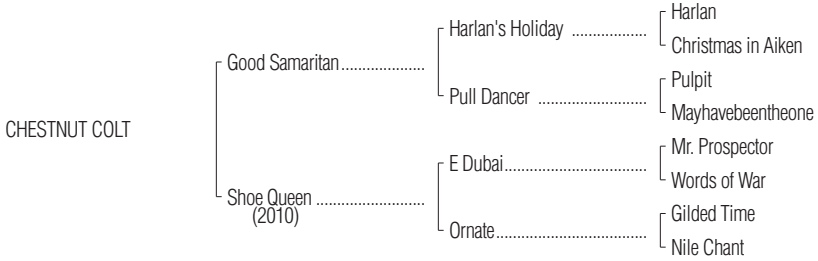 Harlan
Harlan's Holiday ..................
Christmas in Aiken
Good Samaritan....................
Pulpit
Pull Dancer ..........................
Mayhavebeentheone
CHESTNUT COLT
Mr. Prospector
E Dubai..................................
Words of War
Shoe Queen ..........................
(2010)
Gilded Time
Ornate....................................
Nile Chant